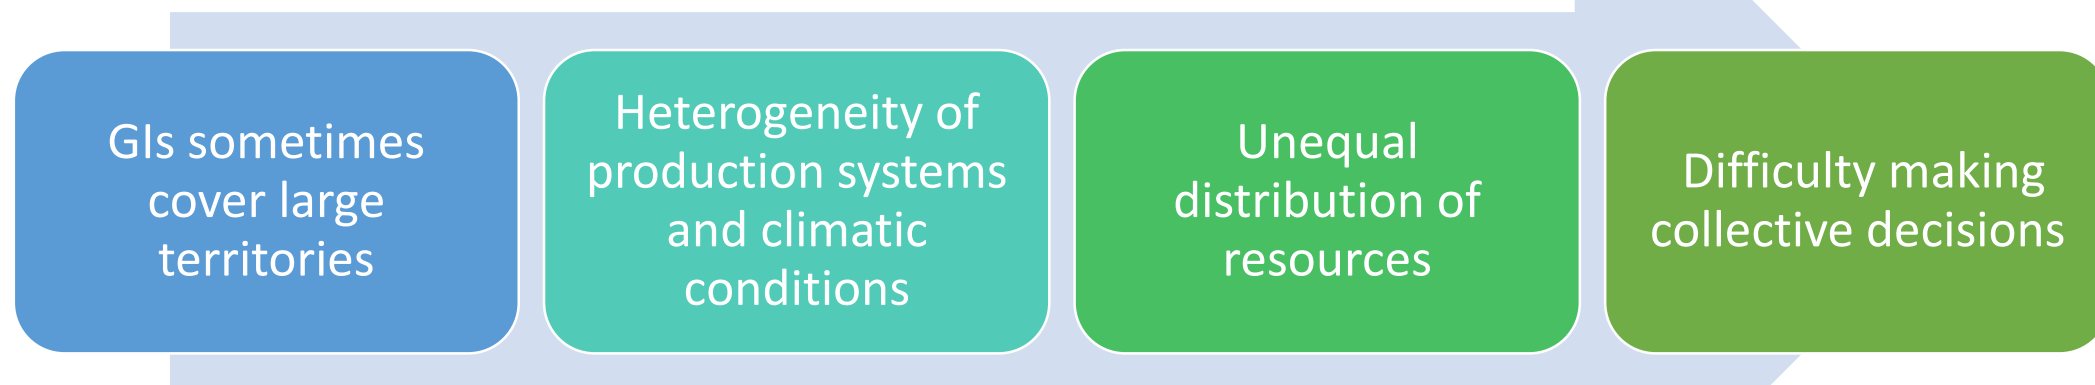 GIs sometimes
cover large
territories
Heterogeneity of
production systems
and climatic
conditions
Unequal
distribution of
resources
Difficulty making
collective decisions